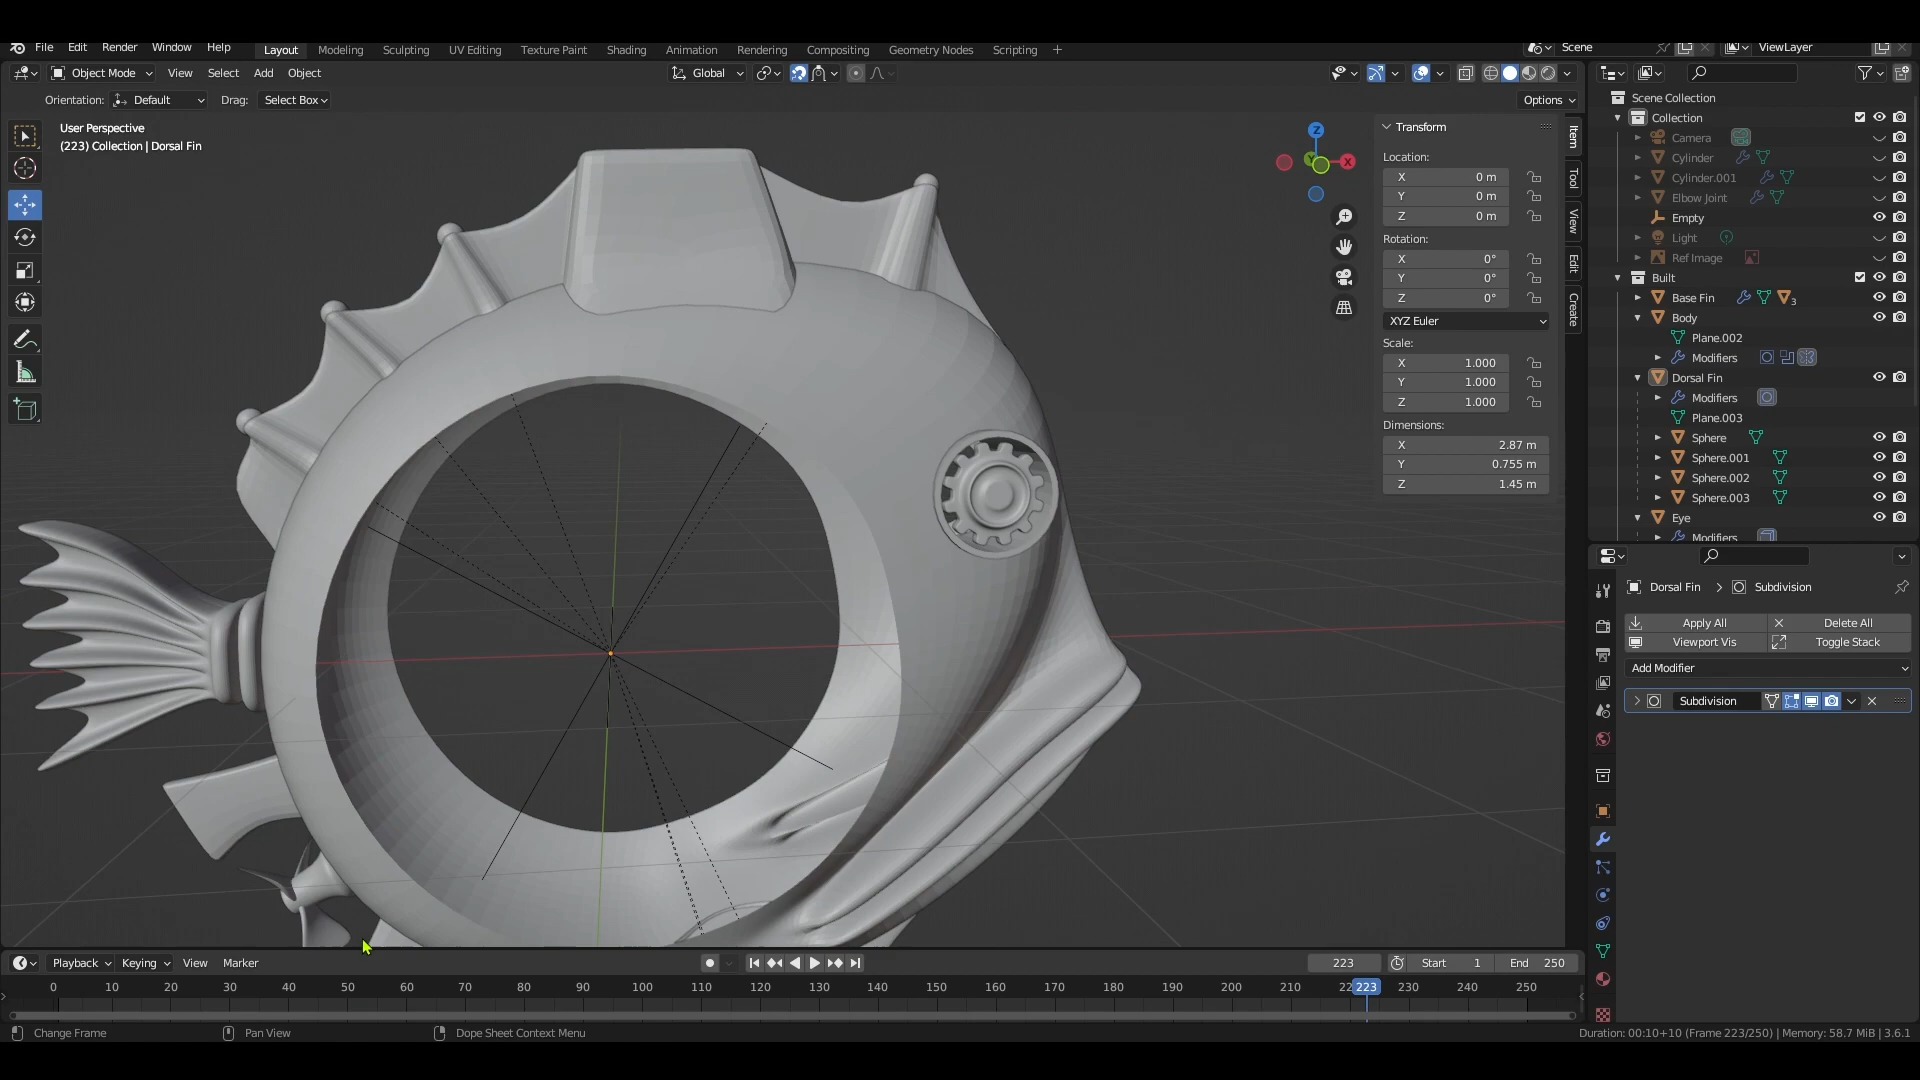 File Edit Render Window Help Layout Modeling Sculpting UV Editing Texture Paint Shading Animation Rendering Compositing Geometry Nodes Scripting + Scene ViewLayer
Object Mode View Select Add Object Global
Orientation: Default Drag: Select Box Options
User Perspective
(223) Collection | Dorsal Fin
Z
Y
X
Item
Tool
View
Edit
Create
Transform
Location:
X 0 m
Y 0 m
Z 0 m
Rotation:
X 0°
Y 0°
Z 0°
XYZ Euler
Scale:
X 1.000
Y 1.000
Z 1.000
Dimensions:
X 2.87 m
Y 0.755 m
Z 1.45 m
Scene Collection
Collection
Camera
Cylinder
Cylinder.001
Elbow Joint
Empty
Light
Ref Image
Built
Base Fin 3
Body
Plane.002
Modifiers
Dorsal Fin
Modifiers
Plane.003
Sphere
Sphere.001
Sphere.002
Sphere.003
Eye
Modifiers
Dorsal Fin > Subdivision
Apply All Delete All
Viewport Vis Toggle Stack
Add Modifier
Subdivision
Playback Keying View Marker 223 Start 1 End 250
0 10 20 30 40 50 60 70 80 90 100 110 120 130 140 150 160 170 180 190 200 210 22 223 230 240 250
Change Frame Pan View Dope Sheet Context Menu Duration: 00:10+10 (Frame 223/250) | Memory: 58.7 MiB | 3.6.1